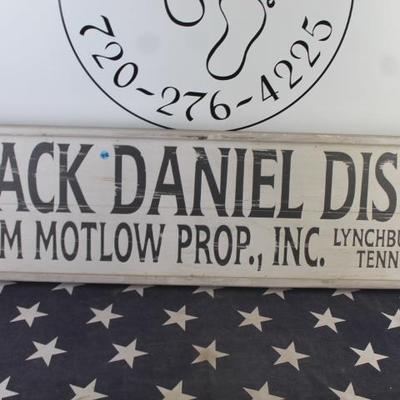 720-276-4225
ACK DANIEL DIS
M MOTLOW PROP., INC. LYNCHBU
TENN